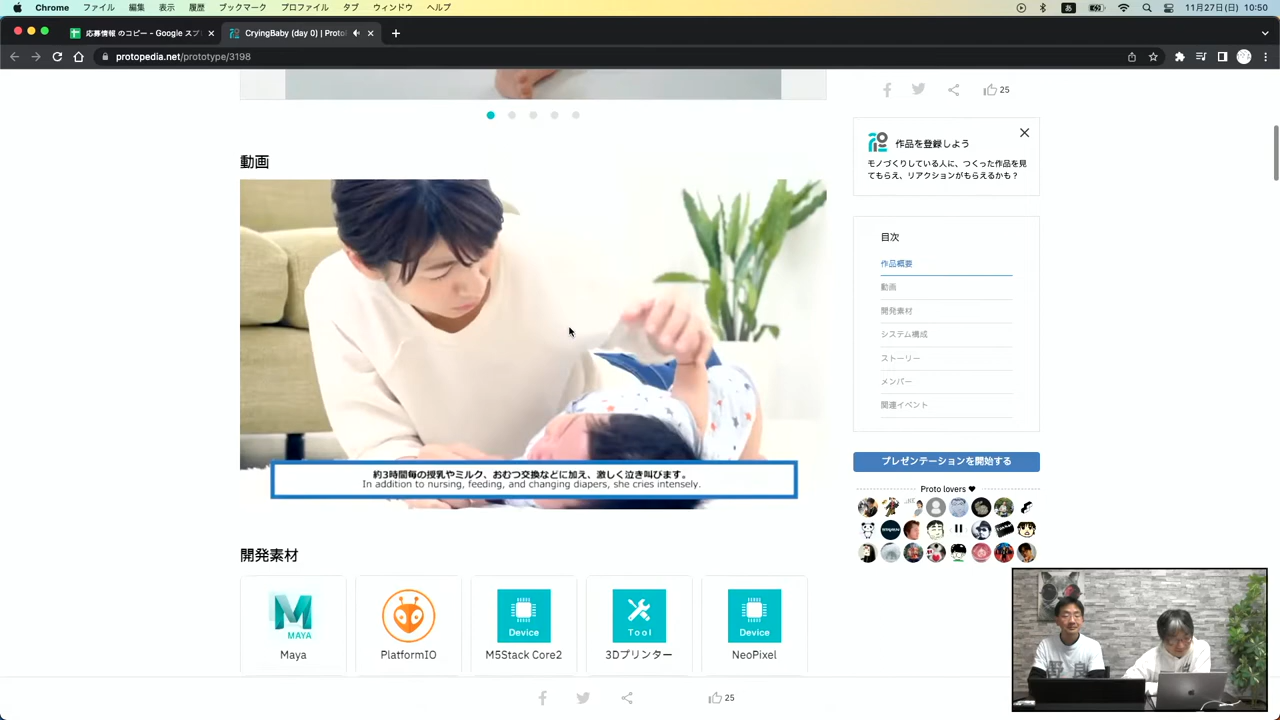 Chrome ファイル 編集 表示 履歴 ブックマーク プロファイル タブ ウィンドウ ヘルプ
あ 11月27日(日) 10:50
応募情報 のコピー - Google スプ
CryingBaby (day 0) | Proto
protopedia.net/prototype/3198
25
作品を登録しよう
モノづくりしている人に、つくった作品を見
てもらえ、リアクションがもらえるかも？
動画
目次
作品概要
動画
開発素材
システム構成
ストーリー
メンバー
関連イベント
プレゼンテーションを開始する
Proto lovers
約3時間毎の授乳やミルク、おむつ交換などに加え、激しく泣き叫びます。
In addition to nursing, feeding, and changing diapers, she cries intensely.
開発素材
MAYA
Maya
PlatformIO
Device
M5Stack Core2
Tool
3Dプリンター
Device
NeoPixel
25